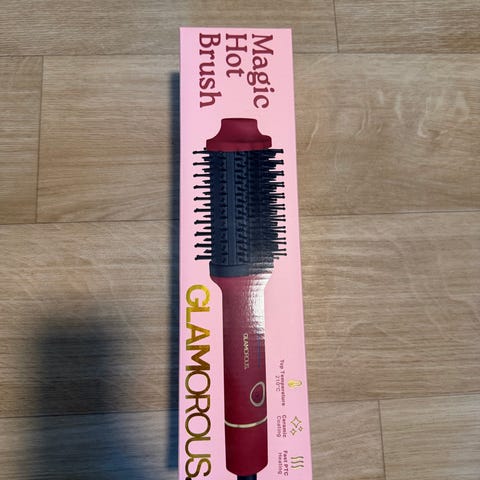 Magic
Hot
Brush
GLAMOROUS.
GLAMOROUS.
Top Temperature
210°C
Ceramic
Coating
Fast PTC
Heating